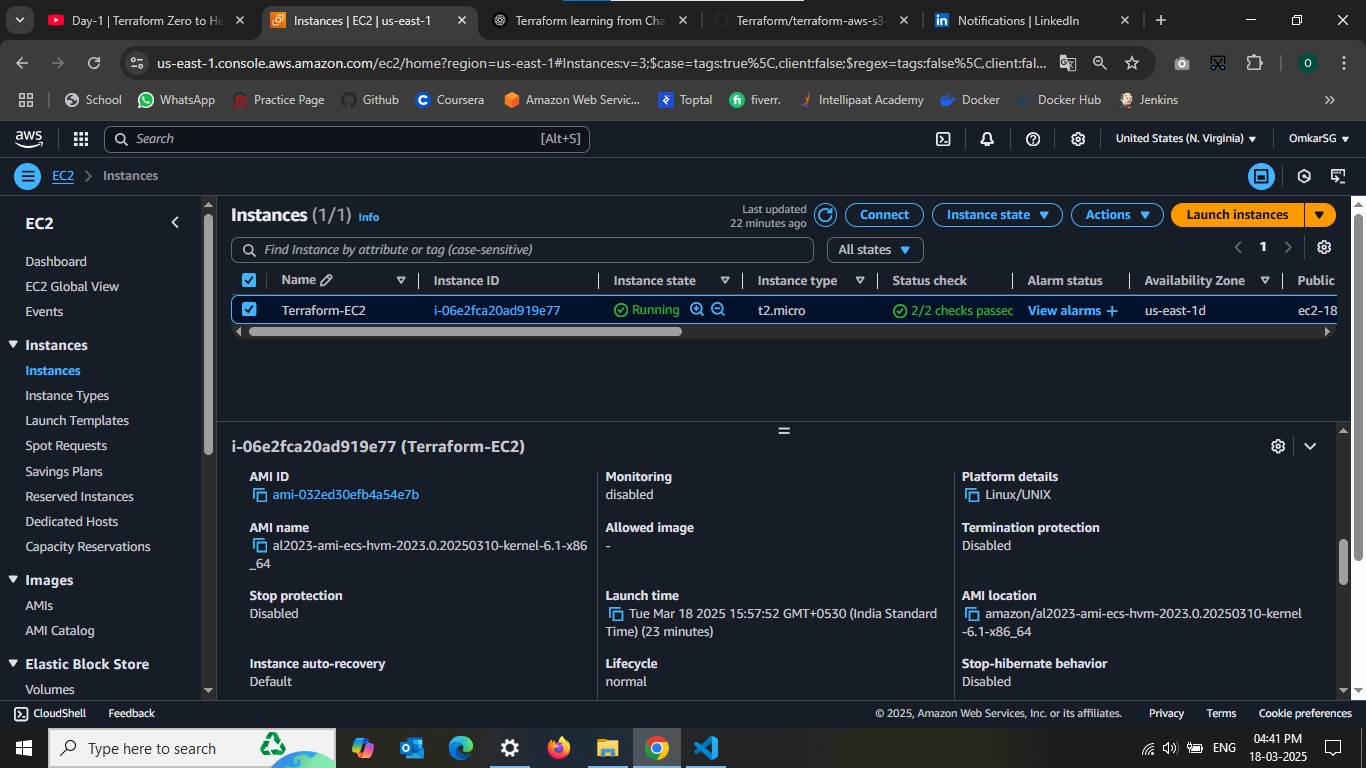 Day-1 | Terraform Zero to He
Instances | EC2 | us-east-1
Terraform learning from Cha
Terraform/terraform-aws-s3-
Notifications | LinkedIn
us-east-1.console.aws.amazon.com/ec2/home?region=us-east-1#Instances:v=3;$case=tags:true%5C,client:false;$regex=tags:false%5C,client:fal...
O
School
WhatsApp
Practice Page
Github
Coursera
Amazon Web Servic...
Toptal
fiverr.
Intellipaat Academy
Docker
Docker Hub
Jenkins
aws
Search
[Alt+S]
United States (N. Virginia)
OmkarSG
EC2
Instances
EC2
Dashboard
EC2 Global View
Events
Instances
Instances
Instance Types
Launch Templates
Spot Requests
Savings Plans
Reserved Instances
Dedicated Hosts
Capacity Reservations
Images
AMIs
AMI Catalog
Elastic Block Store
Volumes
Instances (1/1) Info
Last updated
22 minutes ago
Connect
Instance state
Actions
Launch instances
Find Instance by attribute or tag (case-sensitive)
All states
1
Name
Instance ID
Instance state
Instance type
Status check
Alarm status
Availability Zone
Public
Terraform-EC2
i-06e2fca20ad919e77
Running
t2.micro
2/2 checks passec
View alarms +
us-east-1d
ec2-18
i-06e2fca20ad919e77 (Terraform-EC2)
AMI ID
ami-032ed30efb4a54e7b
Monitoring
disabled
Platform details
Linux/UNIX
AMI name
al2023-ami-ecs-hvm-2023.0.20250310-kernel-6.1-x86
_64
Allowed image
-
Termination protection
Disabled
Stop protection
Disabled
Launch time
Tue Mar 18 2025 15:57:52 GMT+0530 (India Standard
Time) (23 minutes)
AMI location
amazon/al2023-ami-ecs-hvm-2023.0.20250310-kernel
-6.1-x86_64
Instance auto-recovery
Default
Lifecycle
normal
Stop-hibernate behavior
Disabled
CloudShell
Feedback
© 2025, Amazon Web Services, Inc. or its affiliates.
Privacy
Terms
Cookie preferences
Type here to search
ENG
04:41 PM
18-03-2025